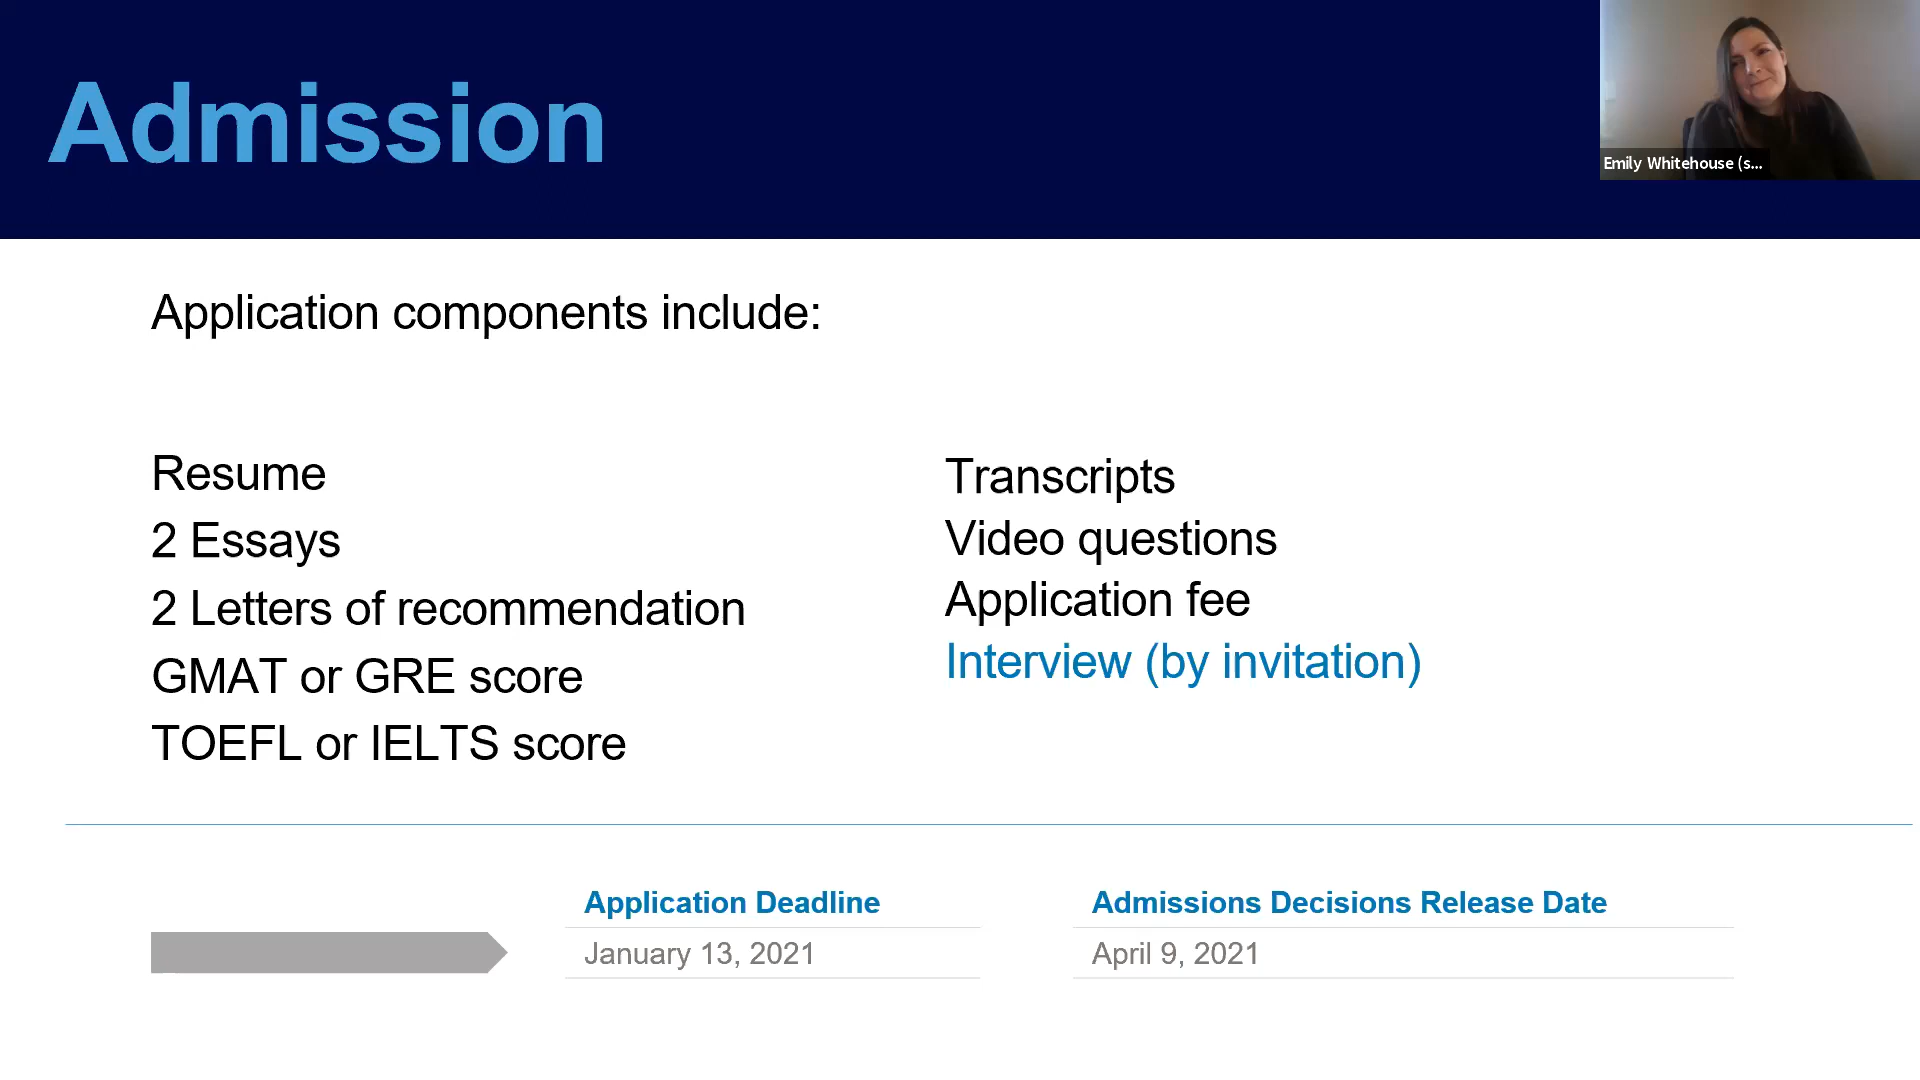 Admission
Emily Whitehouse (s...
Application components include:
Resume
2 Essays
2 Letters of recommendation
GMAT or GRE score
TOEFL or IELTS score
Transcripts
Video questions
Application fee
Interview (by invitation)
Application Deadline
January 13, 2021
Admissions Decisions Release Date
April 9, 2021